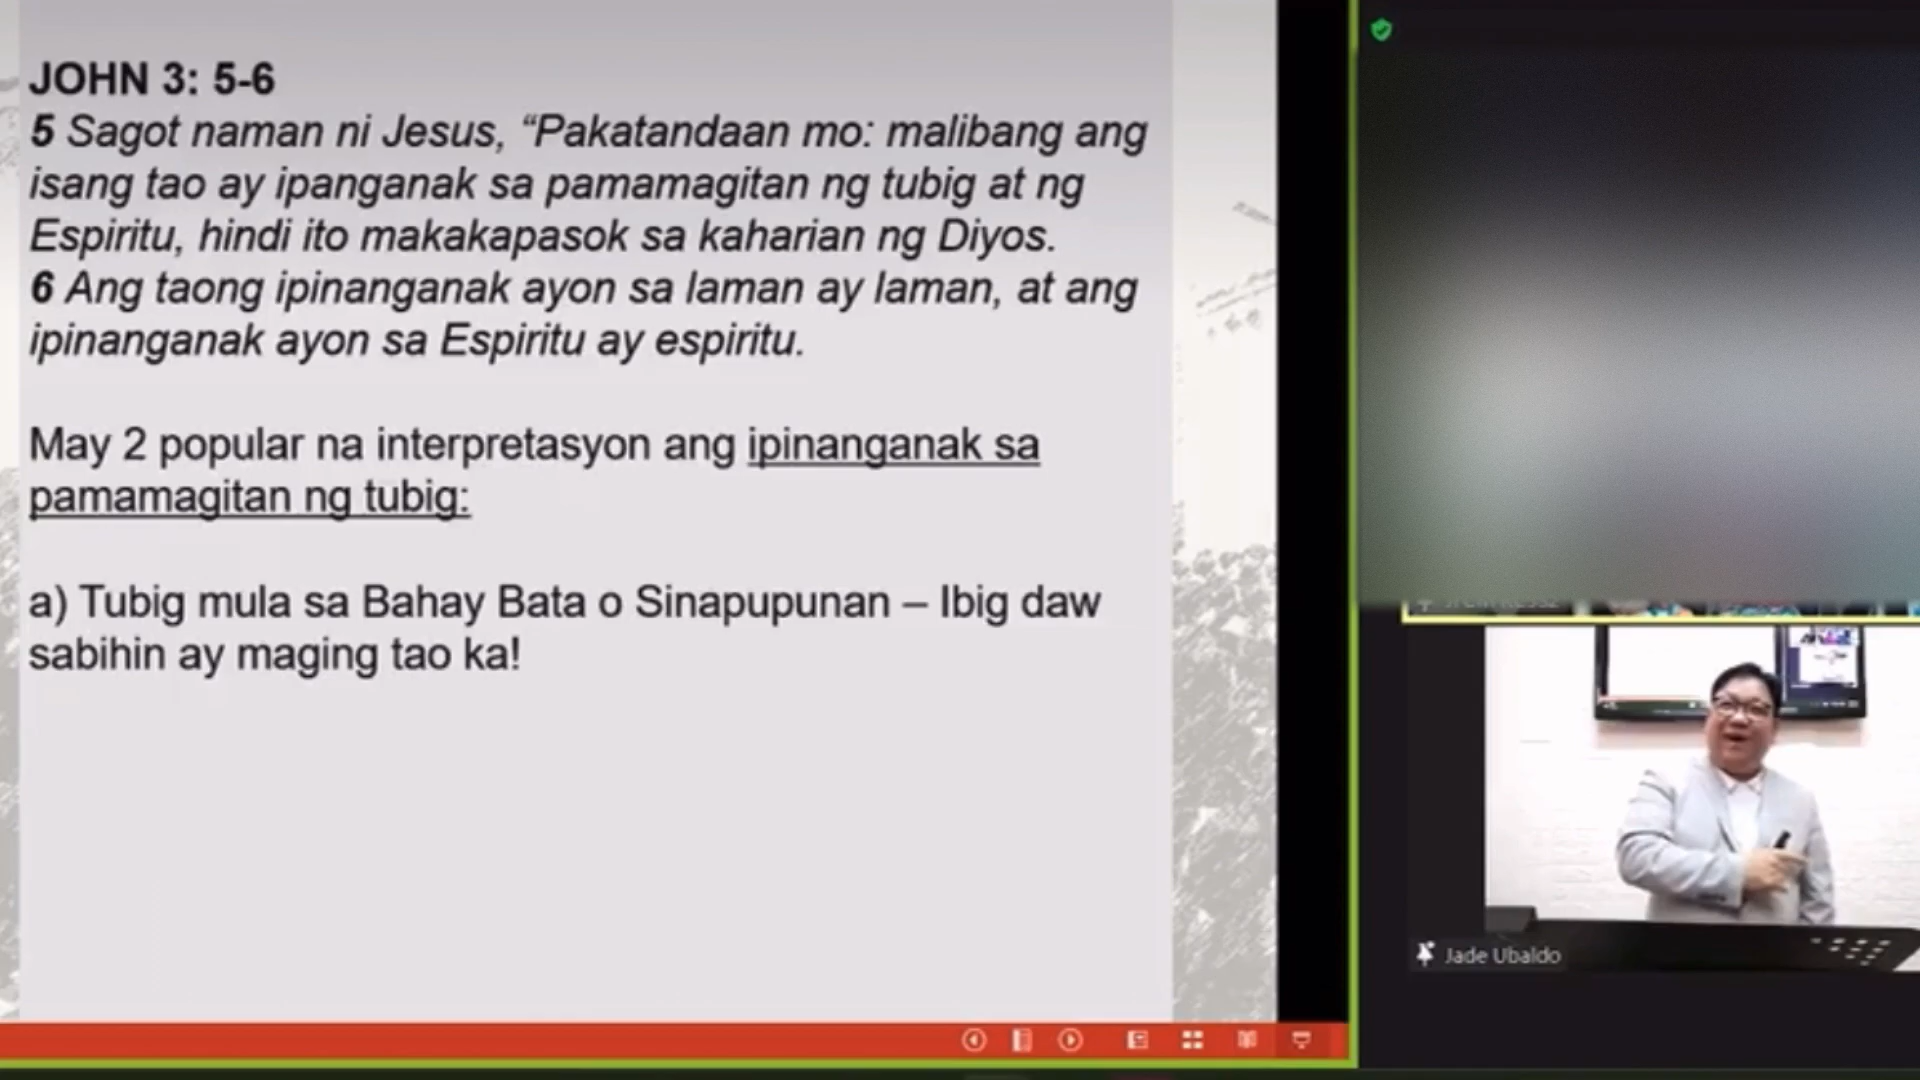 JOHN 3: 5-6
5 Sagot naman ni Jesus, “Pakatandaan mo: malibang ang
isang tao ay ipanganak sa pamamagitan ng tubig at ng
Espiritu, hindi ito makakapasok sa kaharian ng Diyos.
6 Ang taong ipinanganak ayon sa laman ay laman, at ang
ipinanganak ayon sa Espiritu ay espiritu.
May 2 popular na interpretasyon ang ipinanganak sa
pamamagitan ng tubig:
a) Tubig mula sa Bahay Bata o Sinapupunan – Ibig daw
sabihin ay maging tao ka!
Jade Ubaldo